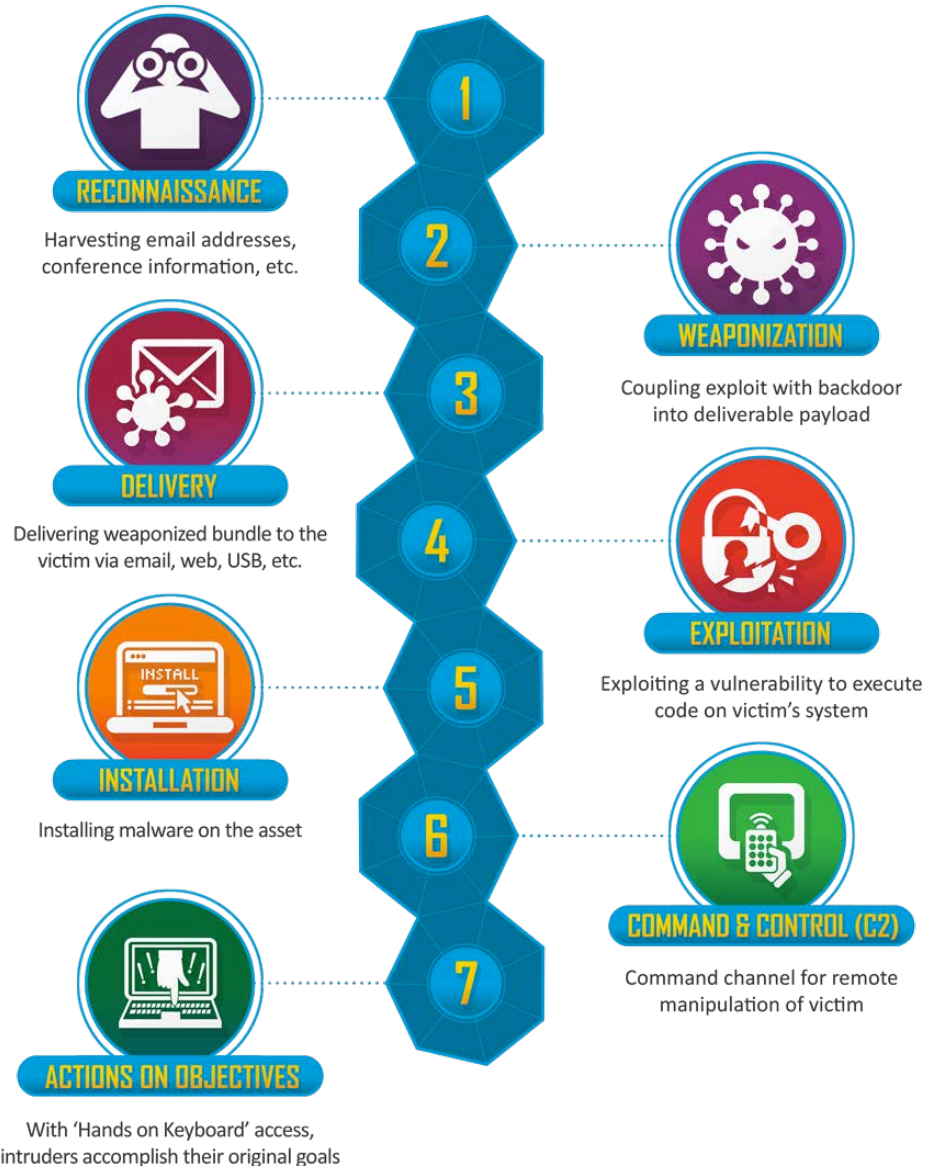 1
RECONNAISSANCE
Harvesting email addresses,
conference information, etc.
2
WEAPONIZATION
Coupling exploit with backdoor
into deliverable payload
3
DELIVERY
Delivering weaponized bundle to the
victim via email, web, USB, etc.
4
EXPLOITATION
Exploiting a vulnerability to execute
code on victim’s system
5
INSTALL
INSTALLATION
Installing malware on the asset
6
COMMAND & CONTROL (C2)
Command channel for remote
manipulation of victim
7
ACTIONS ON OBJECTIVES
With ‘Hands on Keyboard’ access,
intruders accomplish their original goals